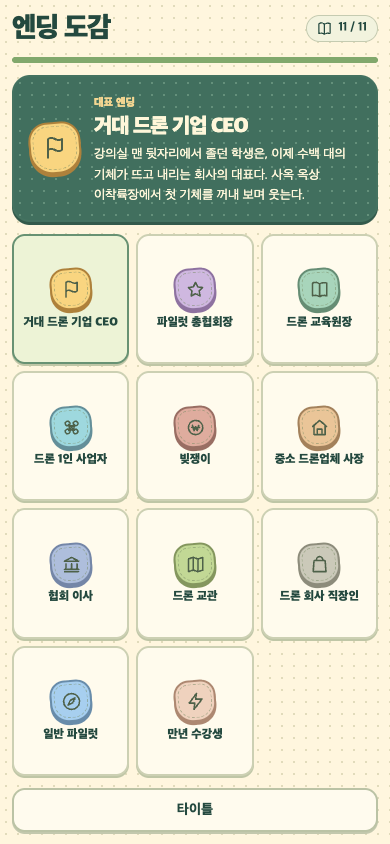 엔딩 도감
11 / 11
대표 엔딩
거대 드론 기업 CEO
강의실 맨 뒷자리에서 졸던 학생은, 이제 수백 대의
기체가 뜨고 내리는 회사의 대표다. 사옥 옥상
이착륙장에서 첫 기체를 꺼내 보며 웃는다.
거대 드론 기업 CEO
파일럿 총협회장
드론 교육원장
드론 1인 사업자
빚쟁이
중소 드론업체 사장
협회 이사
드론 교관
드론 회사 직장인
일반 파일럿
만년 수강생
타이틀